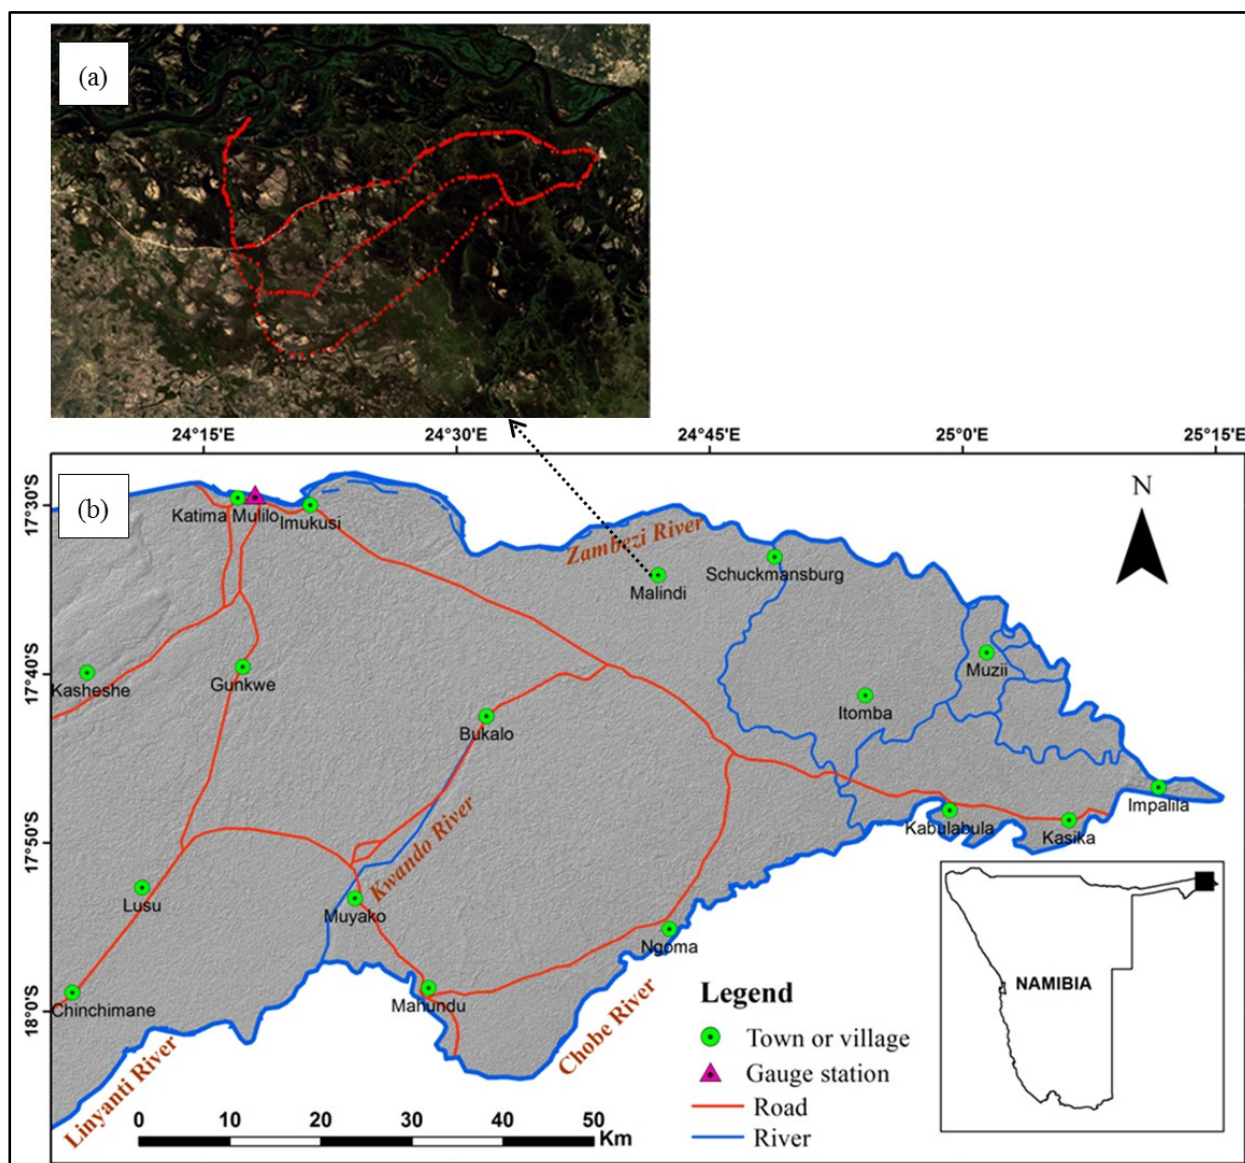 (a)
24°15'E 24°30'E 24°45'E 25°0'E 25°15'E
(b)
N
17°30'S
17°40'S
17°50'S
18°0'S
Katima Mulilo
Imukusi
Zambezi River
Schuckmansburg
Malindi
Kasheshe
Gunkwe
Muzii
Itomba
Bukalo
Kwando River
Impalila
Kabulabula
Kasika
Lusu
Muyako
Ngoma
Chinchimane
Mahundu
Linyanti River
Chobe River
NAMIBIA
Legend
Town or village
Gauge station
Road
River
0 10 20 30 40 50
Km